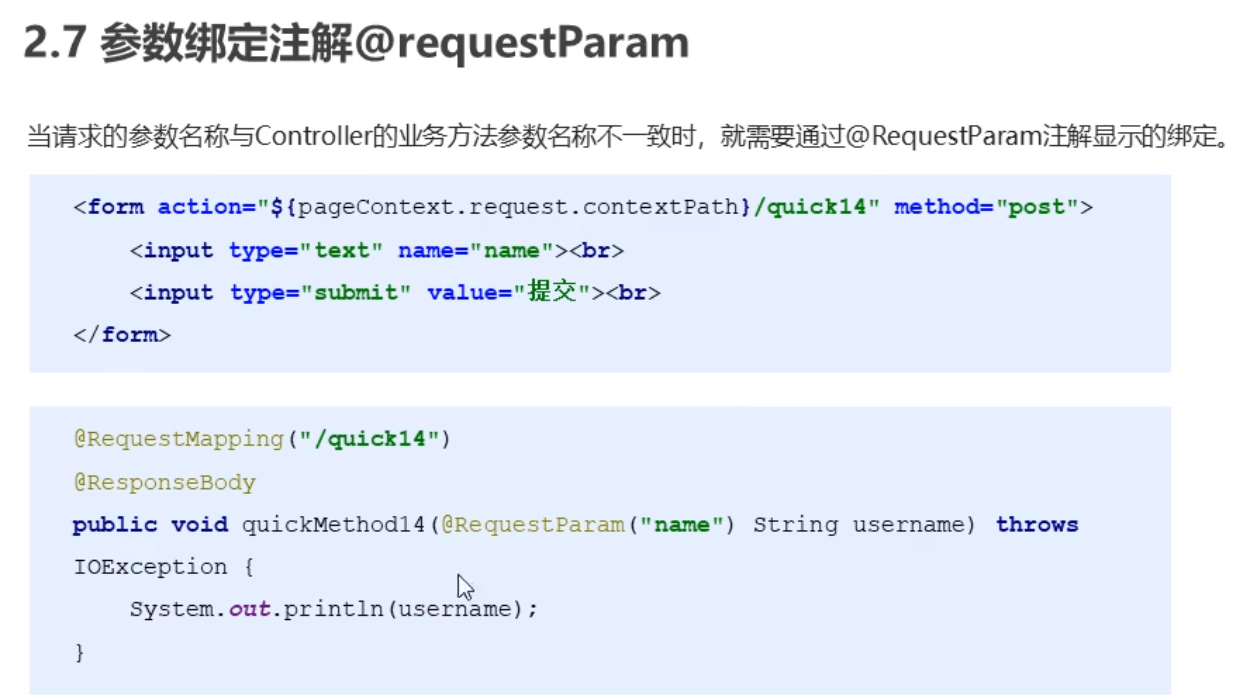 2.7 参数绑定注解@requestParam
当请求的参数名称与Controller的业务方法参数名称不一致时，就需要通过@RequestParam注解显示的绑定。
<form action="${pageContext.request.contextPath}/quick14" method="post">
    <input type="text" name="name"><br>
    <input type="submit" value="提交"><br>
</form>
@RequestMapping("/quick14")
@ResponseBody
public void quickMethod14(@RequestParam("name") String username) throws
IOException {
    System.out.println(username);
}